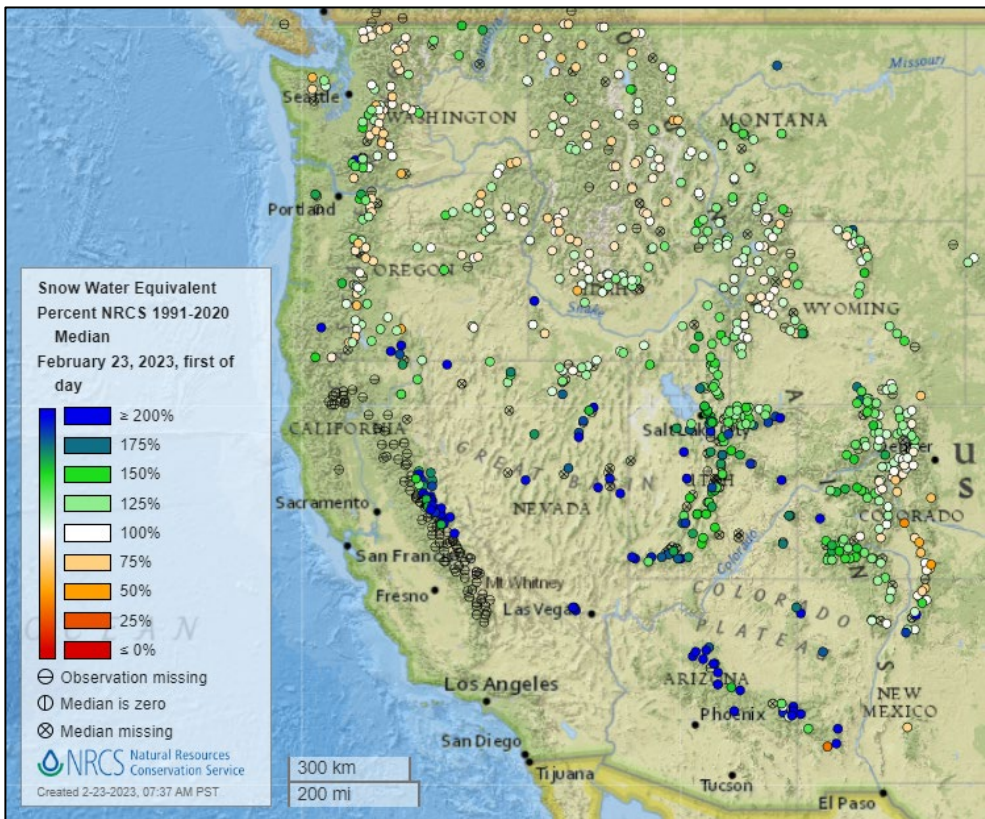 Seattle
WASHINGTON
MONTANA
Missouri
Portland
OREGON
Snake
WYOMING
CALIFORNIA
GREAT BASIN
Salt Lake City
UTAH
NEVADA
Sacramento
San Francis
Mt Whitney
Fresno
Las Vegas
Colorado
COLORADO
U
S
COLORADO
PLATEAU
ARIZONA
Phoenix
NEW
MEXICO
Los Angeles
San Diego
Tijuana
Tucson
El Paso
Snow Water Equivalent
Percent NRCS 1991-2020
Median
February 23, 2023, first of
day
≥ 200%
175%
150%
125%
100%
75%
50%
25%
≤ 0%
Observation missing
Median is zero
Median missing
NRCS Natural Resources
Conservation Service
Created 2-23-2023, 07:37 AM PST
300 km
200 mi